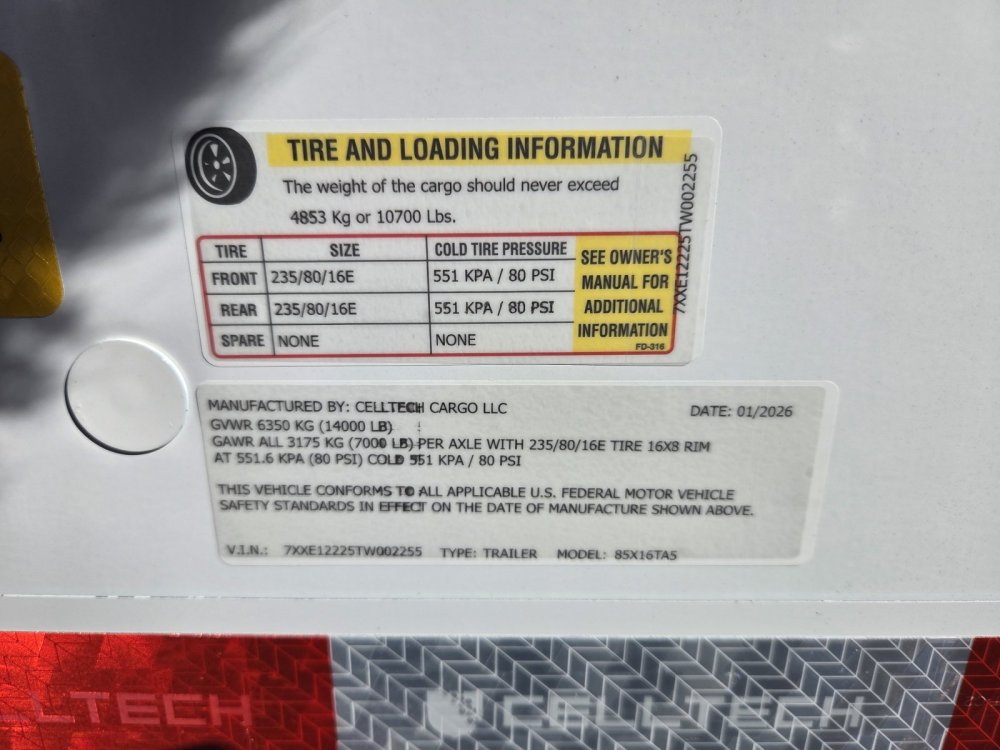 TIRE AND LOADING INFORMATION
The weight of the cargo should never exceed
4853 Kg or 10700 Lbs.
TIRE SIZE COLD TIRE PRESSURE
FRONT 235/80/16E 551 KPA / 80 PSI
REAR 235/80/16E 551 KPA / 80 PSI
SPARE NONE NONE
SEE OWNER'S
MANUAL FOR
ADDITIONAL
INFORMATION
FD-316
7XXE12225TW002255
MANUFACTURED BY: CELLTECH CARGO LLC DATE: 01/2026
GVWR 6350 KG (14000 LB)
GAWR ALL 3175 KG (7000 LB) PER AXLE WITH 235/80/16E TIRE 16X8 RIM
AT 551.6 KPA (80 PSI) COLD 551 KPA / 80 PSI
THIS VEHICLE CONFORMS TO ALL APPLICABLE U.S. FEDERAL MOTOR VEHICLE
SAFETY STANDARDS IN EFFECT ON THE DATE OF MANUFACTURE SHOWN ABOVE.
V.I.N.: 7XXE12225TW002255 TYPE: TRAILER MODEL: 85X16TA5
LLTECH CELLTECH